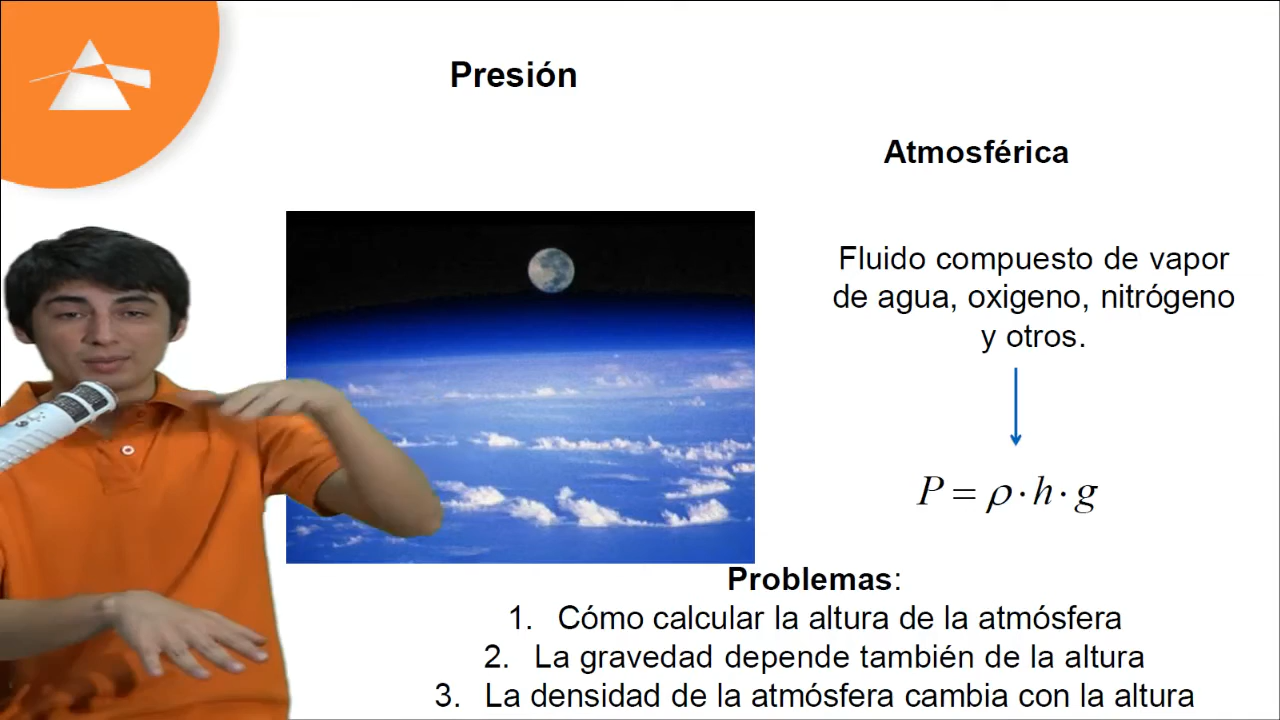 Presión
Atmosférica
Fluido compuesto de vapor
de agua, oxigeno, nitrógeno
y otros.
P = ρ · h · g
Problemas:
1. Cómo calcular la altura de la atmósfera
2. La gravedad depende también de la altura
3. La densidad de la atmósfera cambia con la altura